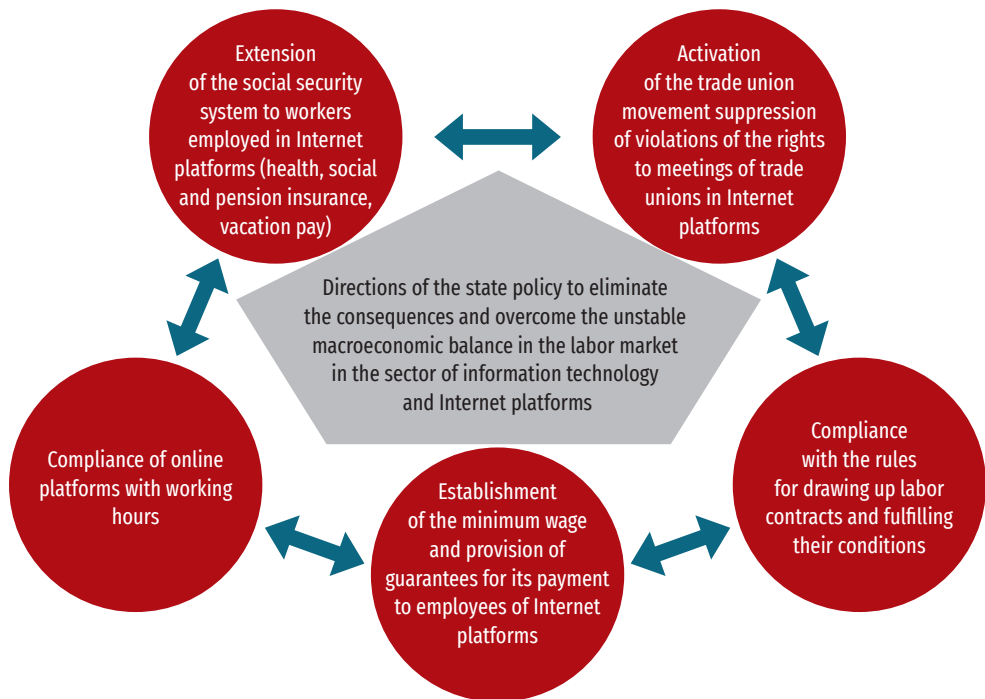 Extension
of the social security
system to workers
employed in Internet
platforms (health, social
and pension insurance,
vacation pay)
Activation
of the trade union
movement suppression
of violations of the rights
to meetings of trade
unions in Internet
platforms
Directions of the state policy to eliminate
the consequences and overcome the unstable
macroeconomic balance in the labor market
in the sector of information technology
and Internet platforms
Compliance of online
platforms with working
hours
Establishment
of the minimum wage
and provision of
guarantees for its payment
to employees of Internet
platforms
Compliance
with the rules
for drawing up labor
contracts and fulfilling
their conditions